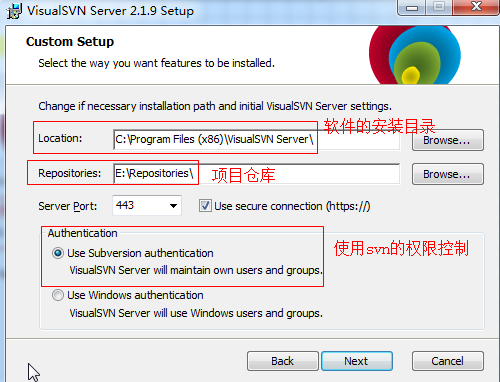 VisualSVN Server 2.1.9 Setup
Custom Setup
Select the way you want features to be installed.
Change if necessary installation path and initial VisualSVN Server settings.
软件的安装目录
Location: C:\Program Files (x86)\VisualSVN Server\ Browse...
Repositories: E:\Repositories\ 项目仓库 Browse...
Server Port: 443 Use secure connection (https://)
Authentication
Use Subversion authentication 使用svn的权限控制
VisualSVN Server will maintain own users and groups.
Use Windows authentication
VisualSVN Server will use Windows users and groups.
Back Next Cancel